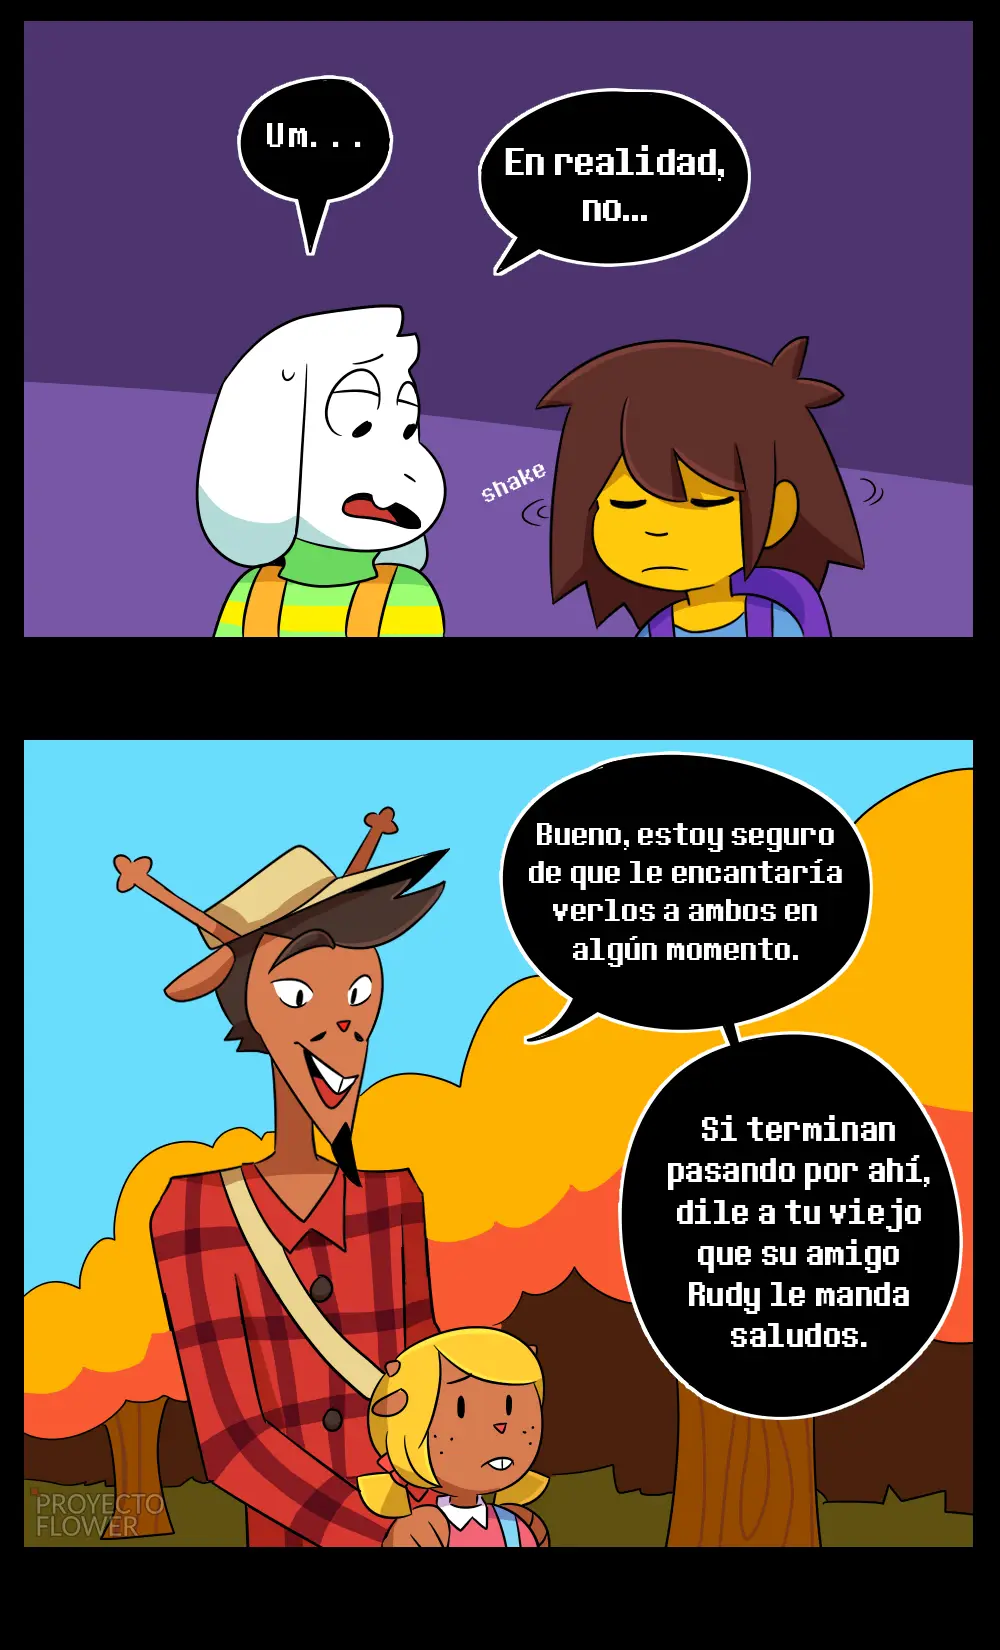 Um...
En realidad,
no...
shake
Bueno, estoy seguro
de que le encantaría
verlos a ambos en
algún momento.
Si terminan
pasando por ahí,
dile a tu viejo
que su amigo
Rudy le manda
saludos.
PROYECTO
FLOWER